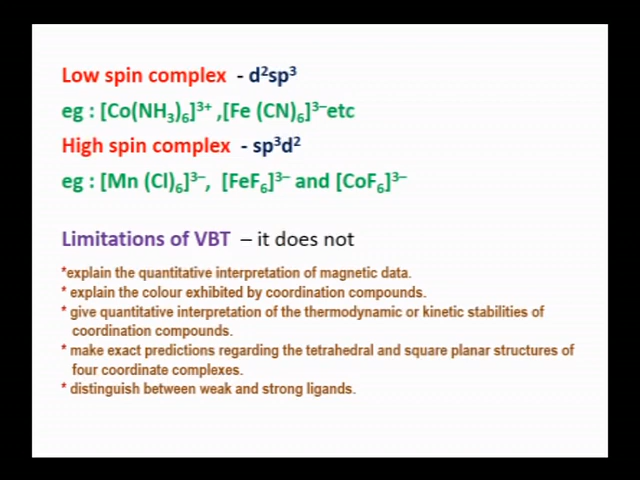 Low spin complex - d²sp³
eg : [Co(NH₃)₆]³⁺ ,[Fe (CN)₆]³⁻etc
High spin complex - sp³d²
eg : [Mn (Cl)₆]³⁻, [FeF₆]³⁻ and [CoF₆]³⁻
Limitations of VBT – it does not
*explain the quantitative interpretation of magnetic data.
* explain the colour exhibited by coordination compounds.
* give quantitative interpretation of the thermodynamic or kinetic stabilities of
coordination compounds.
* make exact predictions regarding the tetrahedral and square planar structures of
four coordinate complexes.
* distinguish between weak and strong ligands.